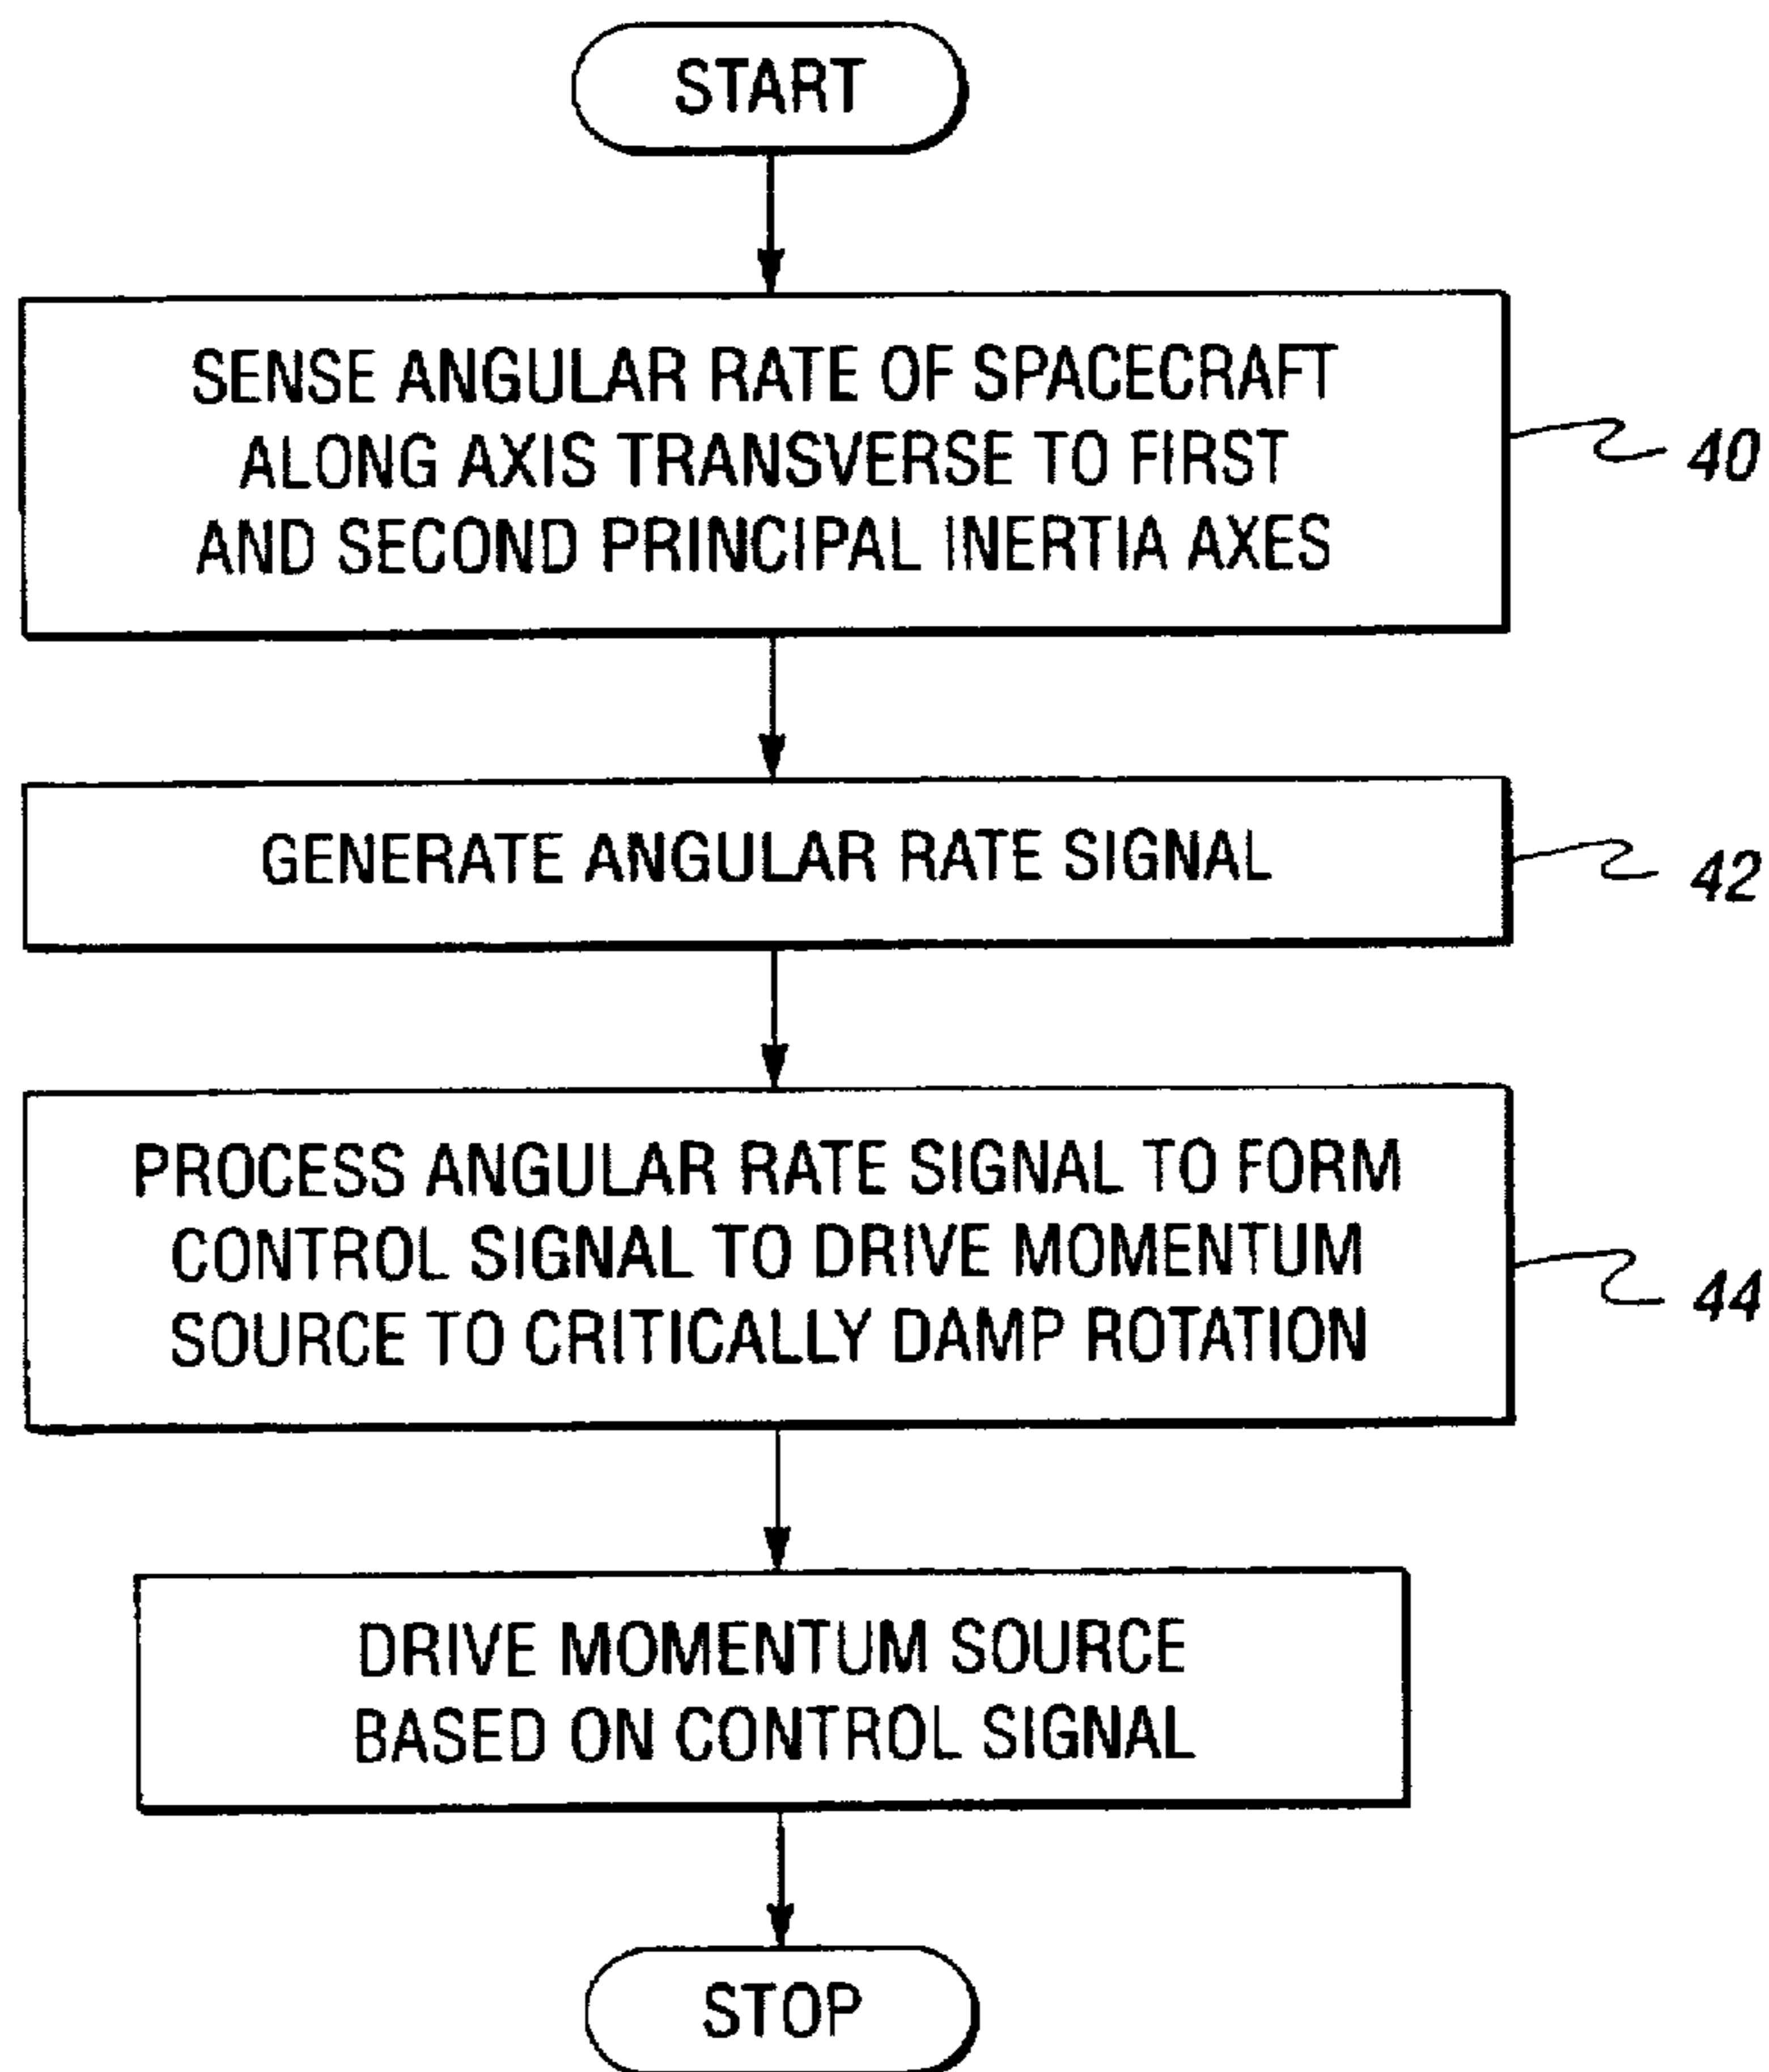 START
SENSE ANGULAR RATE OF SPACECRAFT
ALONG AXIS TRANSVERSE TO FIRST
AND SECOND PRINCIPAL INERTIA AXES
40
GENERATE ANGULAR RATE SIGNAL
42
PROCESS ANGULAR RATE SIGNAL TO FORM
CONTROL SIGNAL TO DRIVE MOMENTUM
SOURCE TO CRITICALLY DAMP ROTATION
44
DRIVE MOMENTUM SOURCE
BASED ON CONTROL SIGNAL
STOP